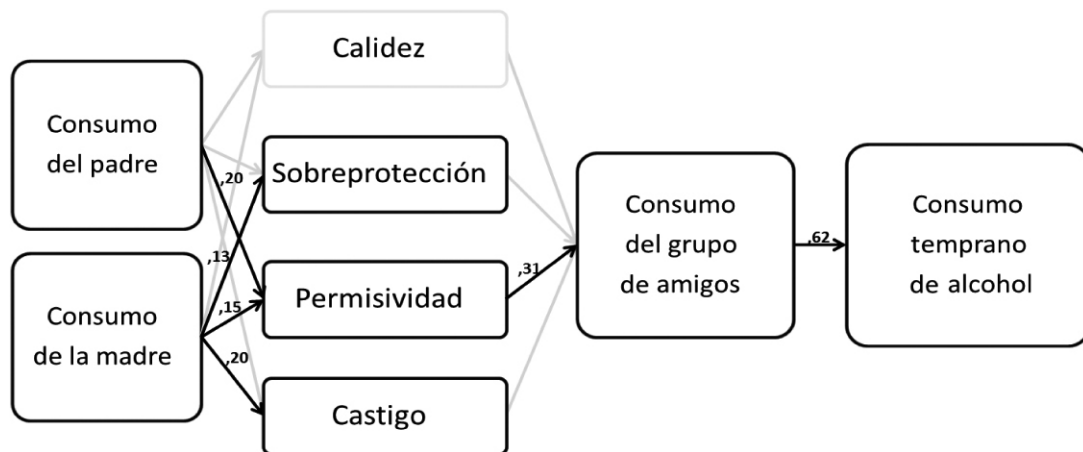 Consumo
del padre
Consumo
de la madre
Calidez
Sobreprotección
Permisividad
Castigo
,20
,13
,15
,20
,31
Consumo
del grupo
de amigos
,62
Consumo
temprano
de alcohol